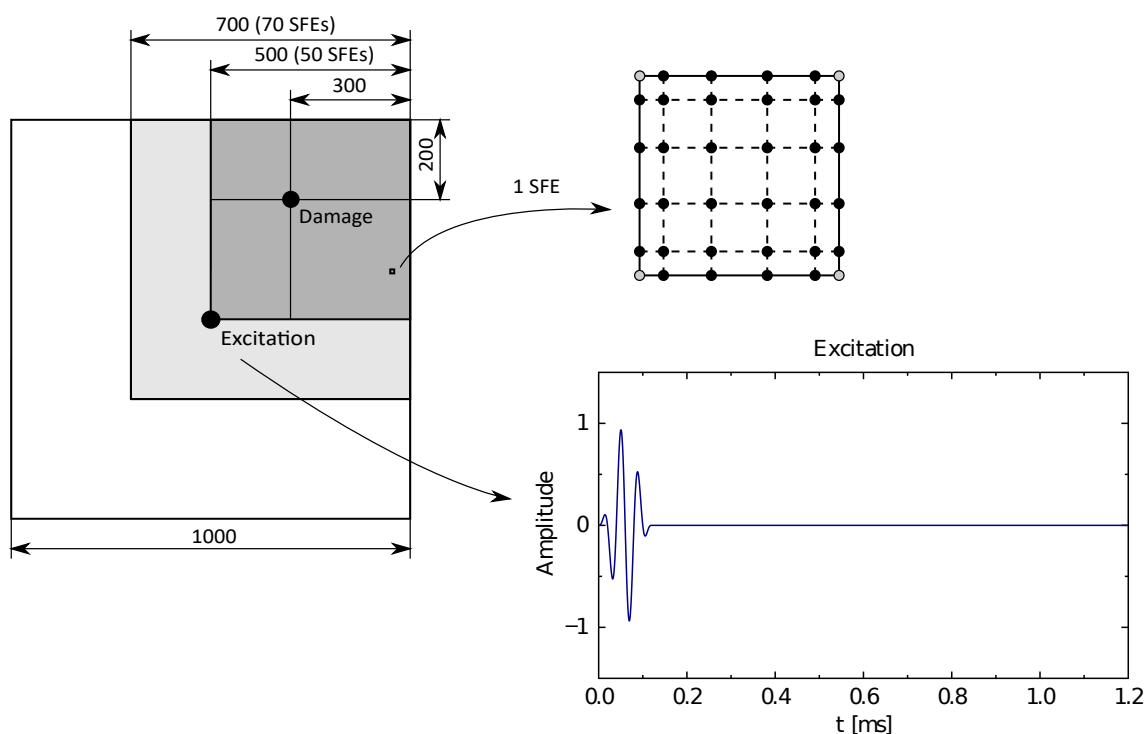 700 (70 SFEs)
500 (50 SFEs)
300
200
Damage
1 SFE
Excitation
1000
Excitation
Amplitude
1
0
−1
0.0 0.2 0.4 0.6 0.8 1.0 1.2
t [ms]